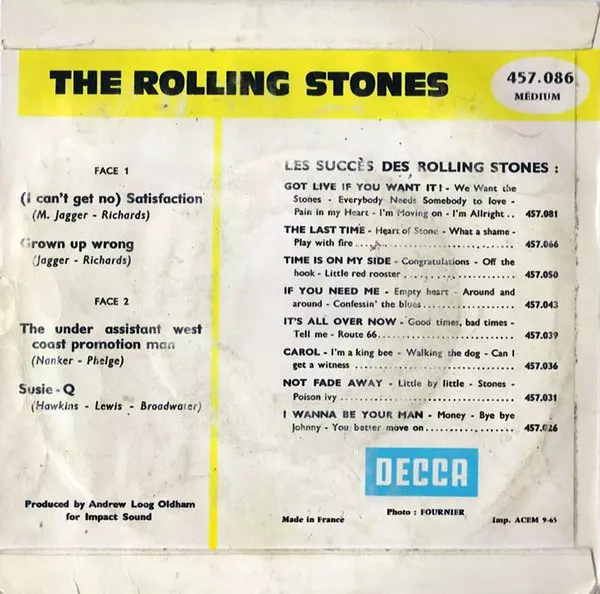 THE ROLLING STONES
457.086
MÉDIUM
FACE 1
(I can't get no) Satisfaction
(M. Jagger - Richards)
Grown up wrong
(Jagger - Richards)
FACE 2
The under assistant west
coast promotion man
(Nanker - Phelge)
Susie - Q
(Hawkins - Lewis - Broadwater)
Produced by Andrew Loog Oldham
for Impact Sound
LES SUCCÈS DES ROLLING STONES :
GOT LIVE IF YOU WANT IT! - We Want the
Stones - Everybody Needs Somebody to love -
Pain in my Heart - I'm Moving on - I'm Allright .. 457.081
THE LAST TIME - Heart of Stone - What a shame -
Play with fire ........................ 457.066
TIME IS ON MY SIDE - Congratulations - Off the
hook - Little red rooster ........................ 457.050
IF YOU NEED ME - Empty heart - Around and
around - Confessin' the blues ........................ 457.043
IT'S ALL OVER NOW - Good times, bad times -
Tell me - Route 66 ........................ 457.039
CAROL - I'm a king bee - Walking the dog - Can I
get a witness ........................ 457.036
NOT FADE AWAY - Little by little - Stones -
Poison ivy ........................ 457.031
I WANNA BE YOUR MAN - Money - Bye bye
Johnny - You better move on ........................ 457.026
DECCA
Made in France
Photo : FOURNIER
Imp. ACEM 9-65